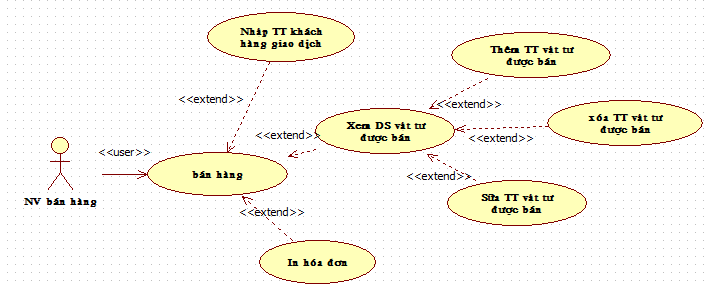 Nhập TT khách
hàng giao dịch
Thêm TT vật tư
được bán
<<extend>>
<<extend>>
xóa TT vật tư
được bán
Xem DS vật tư
được bán
<<extend>>
<<extend>>
<<user>>
bán hàng
<<extend>>
NV bán hàng
Sữa TT vật tư
được bán
<<extend>>
In hóa đơn